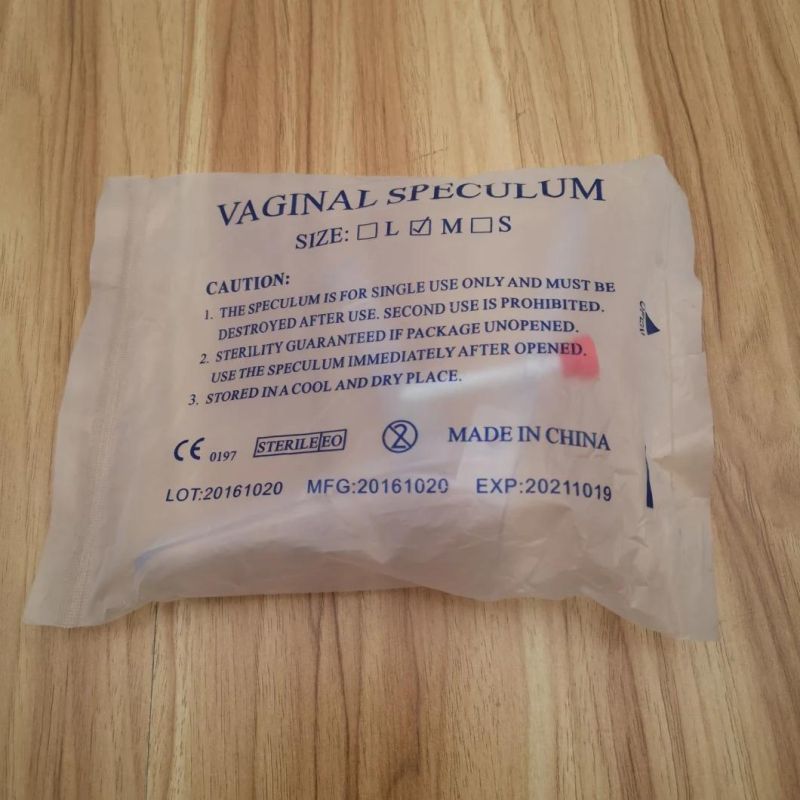 VAGINAL SPECULUM
SIZE: ☐ L ☑ M ☐ S
CAUTION:
1. THE SPECULUM IS FOR SINGLE USE ONLY AND MUST BE
DESTROYED AFTER USE. SECOND USE IS PROHIBITED.
2. STERILITY GUARANTEED IF PACKAGE UNOPENED.
USE THE SPECULUM IMMEDIATELY AFTER OPENED.
3. STORED IN A COOL AND DRY PLACE.
CE 0197 STERILE EO 2 MADE IN CHINA
LOT:20161020 MFG:20161020 EXP:20211019